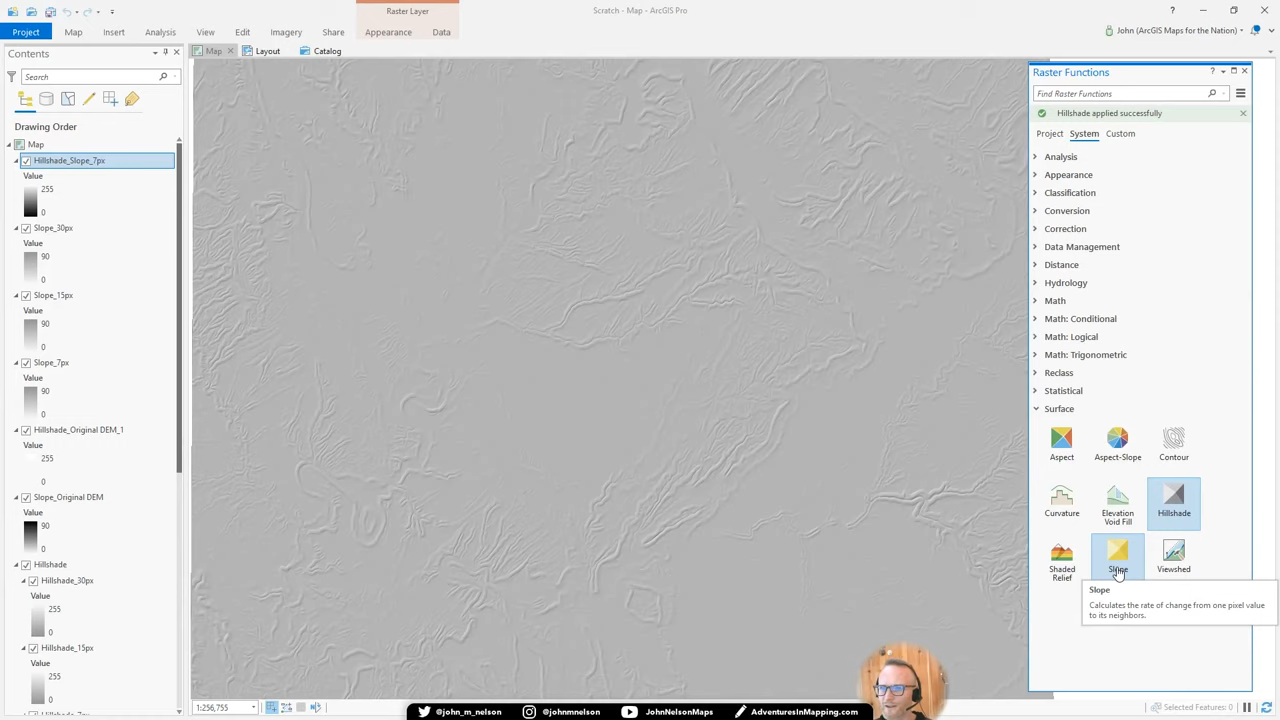 Raster Layer
Scratch - Map - ArcGIS Pro
?
Project
Map
Insert
Analysis
View
Edit
Imagery
Share
Appearance
Data
John (ArcGIS Maps for the Nation)
Contents
Map
Layout
Catalog
Search
Drawing Order
Map
Hillshade_Slope_7px
Value
255
0
Slope_30px
Value
90
0
Slope_15px
Value
90
0
Slope_7px
Value
90
0
Hillshade_Original DEM_1
Value
255
0
Slope_Original DEM
Value
90
0
Hillshade
Hillshade_30px
Value
255
0
Hillshade_15px
Value
255
0
Raster Functions
?
Find Raster Functions
Hillshade applied successfully
Project
System
Custom
Analysis
Appearance
Classification
Conversion
Correction
Data Management
Distance
Hydrology
Math
Math: Conditional
Math: Logical
Math: Trigonometric
Reclass
Statistical
Surface
Aspect
Aspect-Slope
Contour
Curvature
Elevation
Void Fill
Hillshade
Shaded
Relief
Slope
Viewshed
Slope
Calculates the rate of change from one pixel value
to its neighbors.
1:256,755
Selected Features: 0
@john_m_nelson
@johnmnelson
JohnNelsonMaps
AdventuresInMapping.com